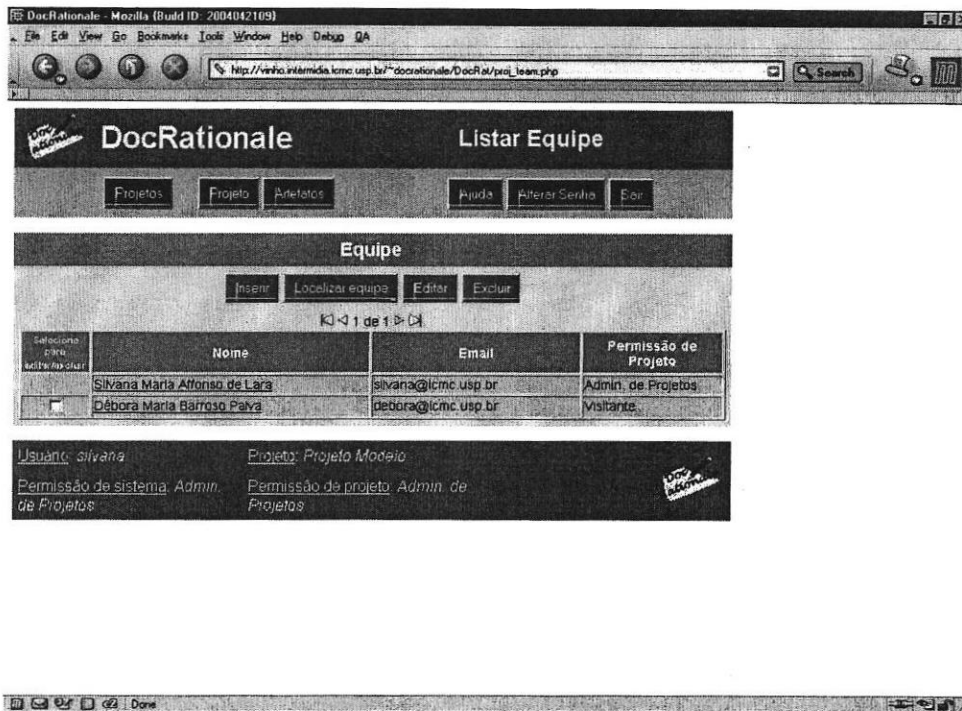 DocRationale - Mozilla {Build ID: 2004042109}
File Edit View Go Bookmarks Tools Window Help Debug QA
http://vinho.intermidia.icmc.usp.br/~docrationale/DocRat/proj_team.php Search
DocRationale Listar Equipe
Projetos Projeto Artefatos Ajuda Alterar Senha Sair
Equipe
Inserir Localizar equipe Editar Excluir
1 de 1
Selecione para editar/excluir Nome Email Permissão de Projeto
Silvana Maria Affonso de Lara silvana@icmc.usp.br Admin. de Projetos
Débora Maria Barroso Paiva debora@icmc.usp.br Visitante
Usuário: silvana Projeto: Projeto Modelo
Permissão de sistema: Admin. de Projetos Permissão de projeto: Admin. de Projetos
Done